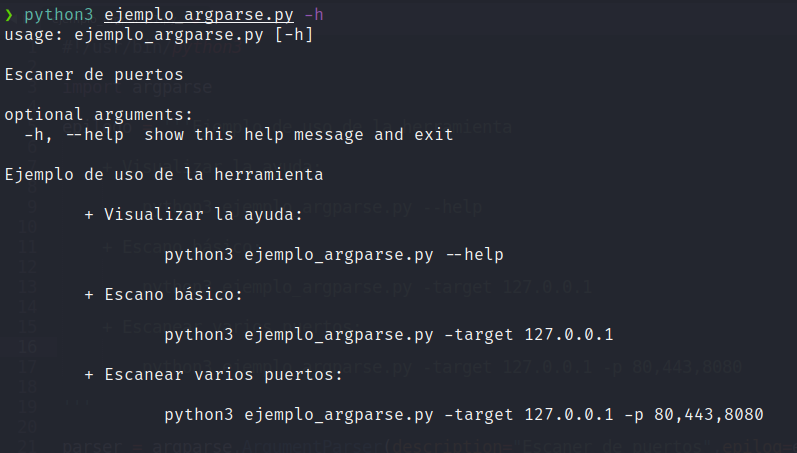 ❯ python3 ejemplo_argparse.py -h
usage: ejemplo_argparse.py [-h]
Escaner de puertos
optional arguments:
-h, --help show this help message and exit
Ejemplo de uso de la herramienta
+ Visualizar la ayuda:
python3 ejemplo_argparse.py --help
+ Escano básico:
python3 ejemplo_argparse.py -target 127.0.0.1
+ Escanear varios puertos:
python3 ejemplo_argparse.py -target 127.0.0.1 -p 80,443,8080